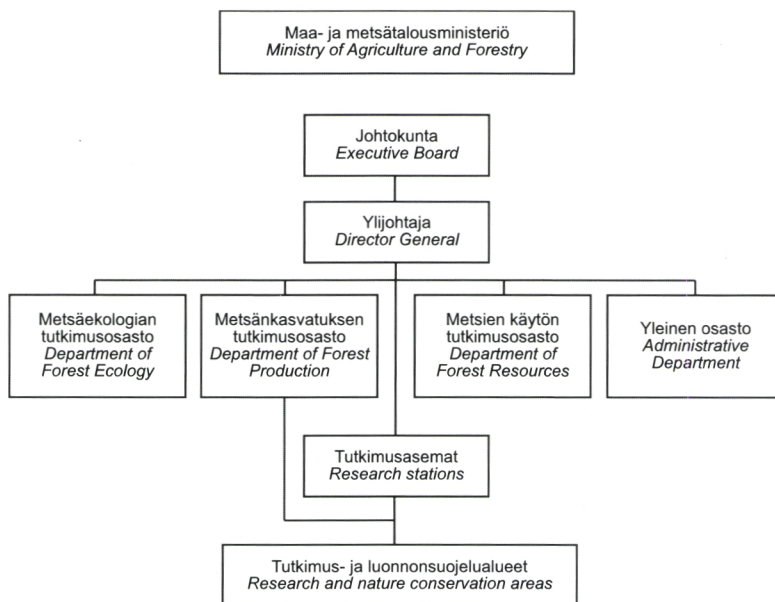 Maa- ja metsätalousministeriö
Ministry of Agriculture and Forestry
Johtokunta
Executive Board
Ylijohtaja
Director General
Metsäekologian
tutkimusosasto
Department of
Forest Ecology
Metsänkasvatuksen
tutkimusosasto
Department of Forest
Production
Metsien käytön
tutkimusosasto
Department of
Forest Resources
Yleinen osasto
Administrative
Department
Tutkimusasemat
Research stations
Tutkimus- ja luonnonsuojelualueet
Research and nature conservation areas